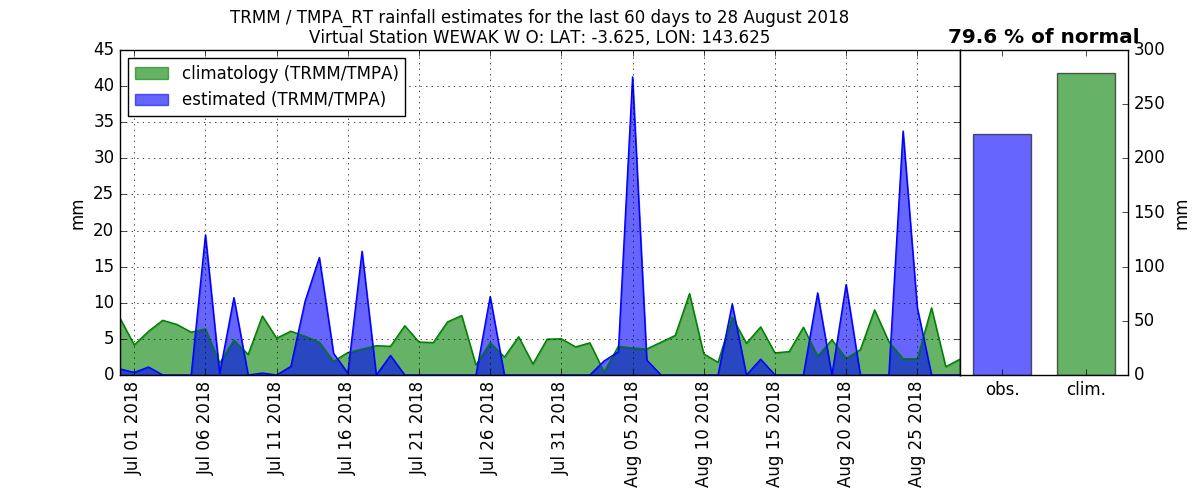 TRMM / TMPA_RT rainfall estimates for the last 60 days to 28 August 2018
Virtual Station WEWAK W O: LAT: -3.625, LON: 143.625
79.6 % of normal
climatology (TRMM/TMPA)
estimated (TRMM/TMPA)
45
40
35
30
25
20
15
10
5
0
mm
Jul 01 2018
Jul 06 2018
Jul 11 2018
Jul 16 2018
Jul 21 2018
Jul 26 2018
Jul 31 2018
Aug 05 2018
Aug 10 2018
Aug 15 2018
Aug 20 2018
Aug 25 2018
obs.
clim.
300
250
200
150
100
50
0
mm